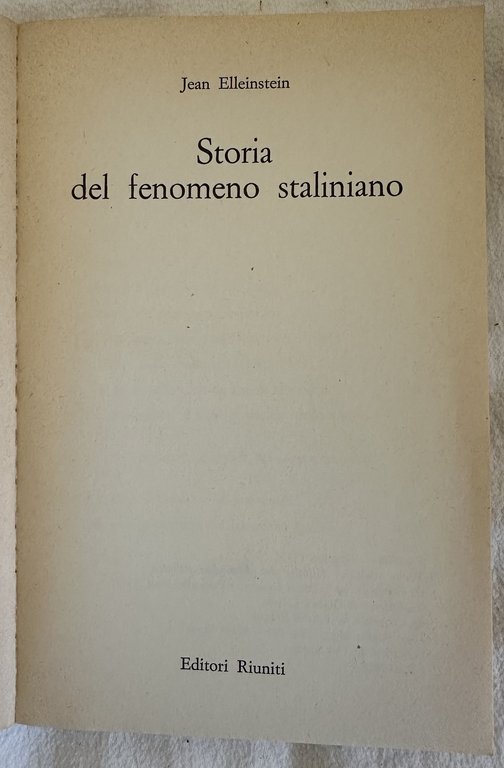 Jean Elleinstein
Storia
del fenomeno staliniano
Editori Riuniti